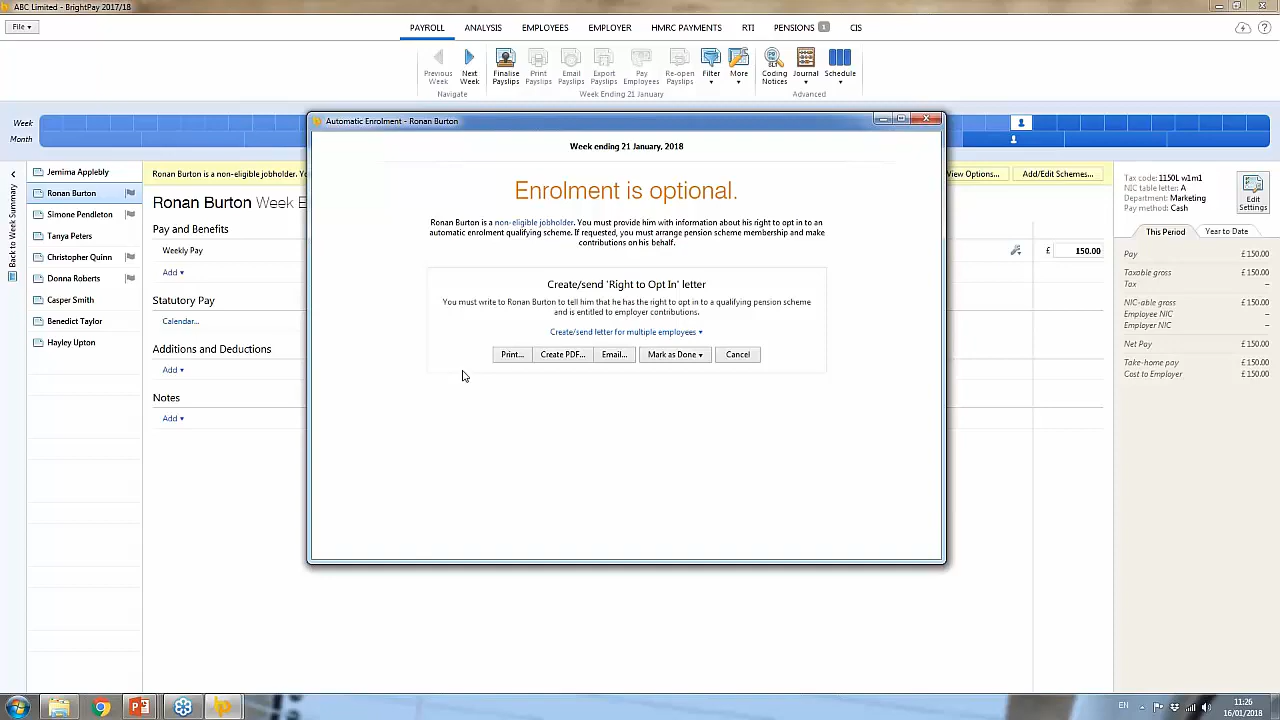 ABC Limited - BrightPay 2017/18
File
PAYROLL ANALYSIS EMPLOYEES EMPLOYER HMRC PAYMENTS RTI PENSIONS 1 CIS
Previous Week
Next Week
Finalise Payslips
Print Payslips
Email Payslips
Export Payslips
Pay Employees
Re-open Payslips
Filter
More
Coding Notices
Journal
Schedule
Navigate
Week Ending 21 January
Advanced
Week
Month
Back to Week Summary
Jemima Applebly
Ronan Burton
Simone Pendleton
Tanya Peters
Christopher Quinn
Donna Roberts
Casper Smith
Benedict Taylor
Hayley Upton
Ronan Burton is a non-eligible jobholder. Yo
View Options...
Add/Edit Schemes...
Ronan Burton Week E
Pay and Benefits
Weekly Pay
£ 150.00
Add
Statutory Pay
Calendar...
Additions and Deductions
Add
Notes
Add
Automatic Enrolment - Ronan Burton
Week ending 21 January, 2018
Enrolment is optional.
Ronan Burton is a non-eligible jobholder. You must provide him with information about his right to opt in to an
automatic enrolment qualifying scheme. If requested, you must arrange pension scheme membership and make
contributions on his behalf.
Create/send 'Right to Opt In' letter
You must write to Ronan Burton to tell him that he has the right to opt in to a qualifying pension scheme
and is entitled to employer contributions.
Create/send letter for multiple employees
Print... Create PDF... Email... Mark as Done Cancel
Tax code: 1150L w1m1
NIC table letter: A
Department: Marketing
Pay method: Cash
Edit Settings
This Period Year to Date
Pay £150.00
Taxable gross £150.00
Tax –
NIC-able gross £150.00
Employee NIC –
Employer NIC –
Net Pay £150.00
Take-home pay £150.00
Cost to Employer £150.00
EN
11:26
16/01/2018